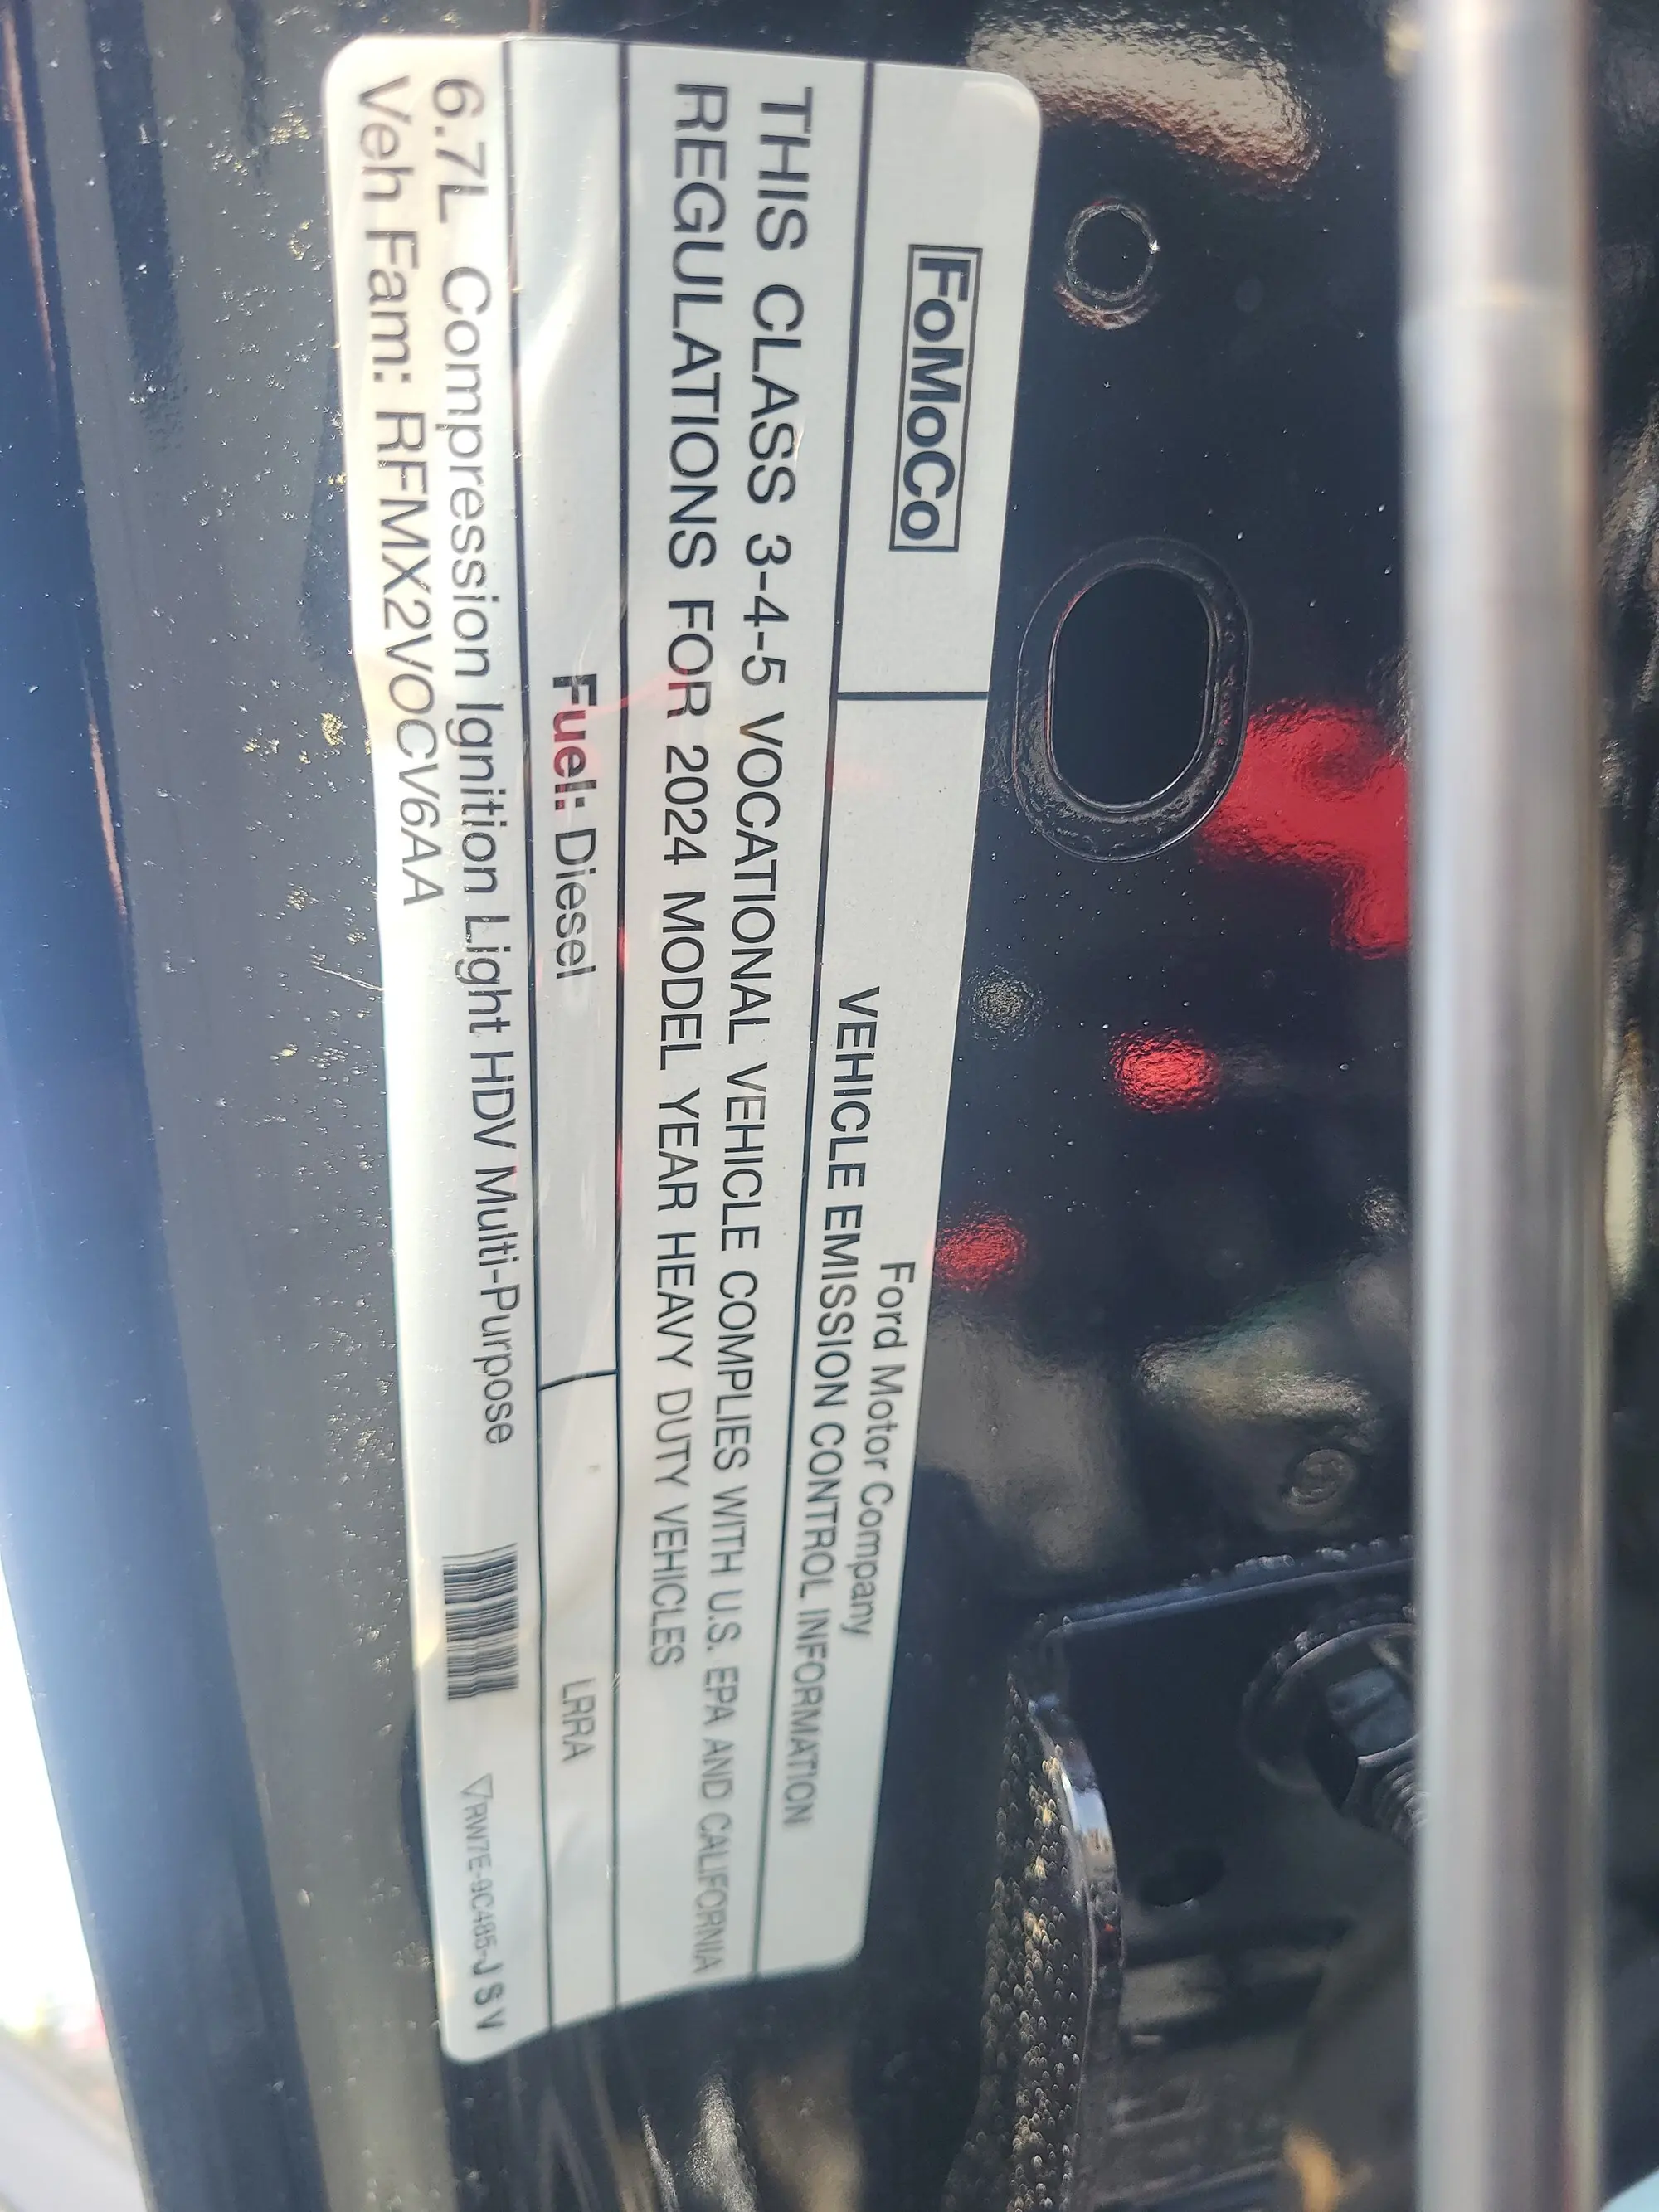 FoMoCo
Ford Motor Company
VEHICLE EMISSION CONTROL INFORMATION
THIS CLASS 3-4-5 VOCATIONAL VEHICLE COMPLIES WITH U.S. EPA AND CALIFORNIA
REGULATIONS FOR 2024 MODEL YEAR HEAVY DUTY VEHICLES
Fuel: Diesel
LRRA
6.7L Compression Ignition Light HDV Multi-Purpose
Veh Fam: RFMX2VOCV6AA
RW7E-9C485-J S V